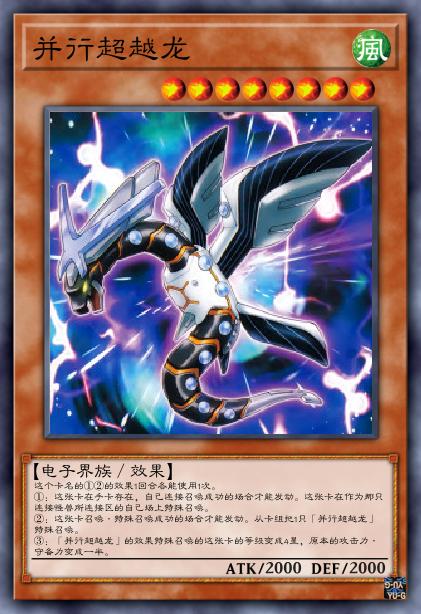 并行超越龙
風
【电子界族／效果】
这个卡名的①②的效果1回合各能使用1次。
①：这张卡在手卡存在，自己连接召唤成功的场合才能发动。这张卡在作为那只
连接怪兽所连接区的自己场上特殊召唤。
②：这张卡召唤·特殊召唤成功的场合才能发动。从卡组把1只「并行超越龙」
特殊召唤。
③：「并行超越龙」的效果特殊召唤的这张卡的等级变成4星，原本的攻击力·
守备力变成一半。
ATK/2000 DEF/2000